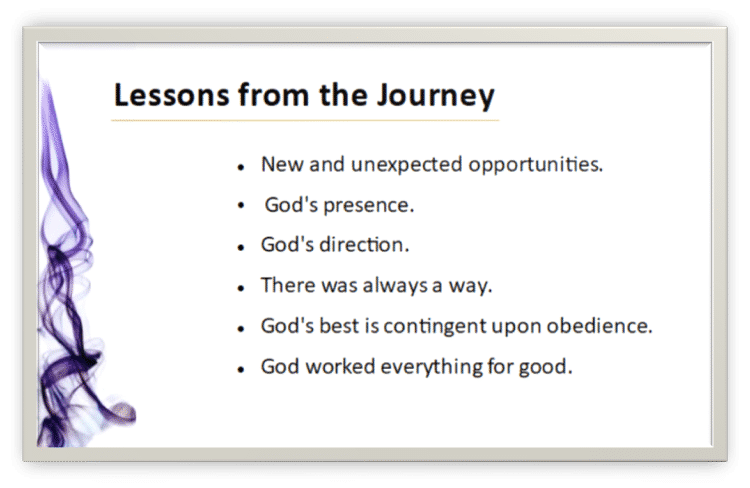 Lessons from the Journey
• New and unexpected opportunities.
• God's presence.
• God's direction.
• There was always a way.
• God's best is contingent upon obedience.
• God worked everything for good.